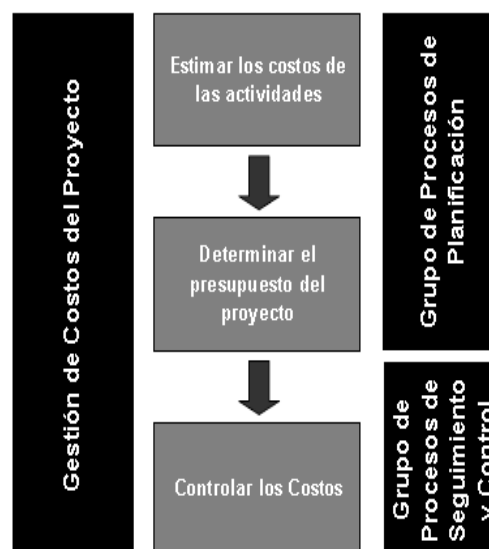 Gestión de Costos del Proyecto
Estimar los costos de
las actividades
Determinar el
presupuesto del
proyecto
Controlar los Costos
Grupo de Procesos de
Planificación
Grupo de
Procesos de
Seguimiento
y Control